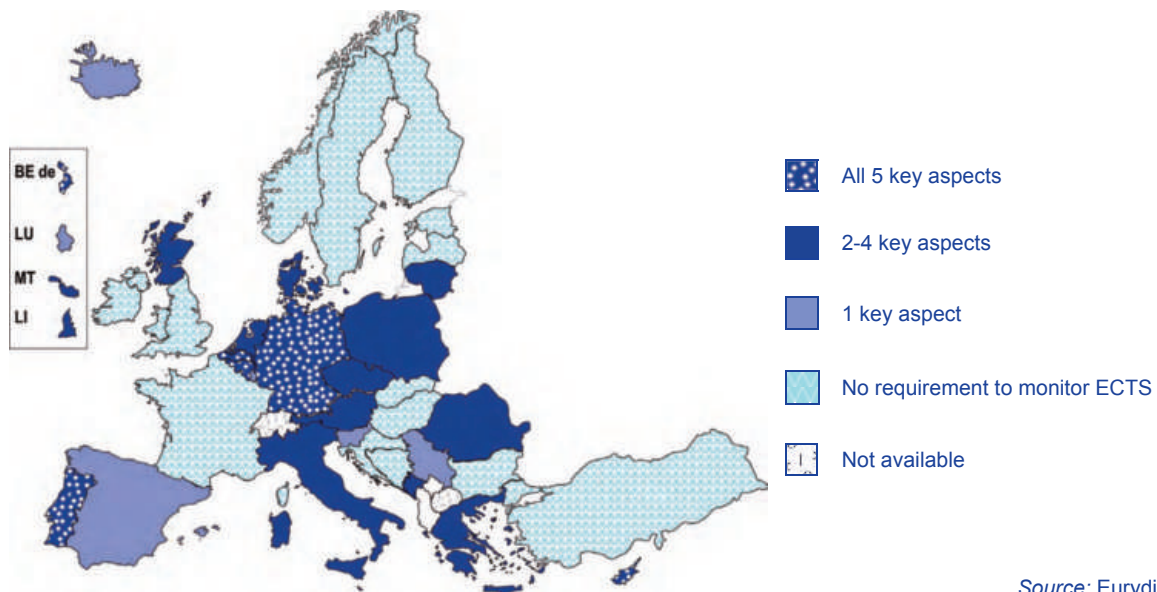 BE de
LU
MT
LI
All 5 key aspects
2-4 key aspects
1 key aspect
No requirement to monitor ECTS
Not available
Source: Eurydi